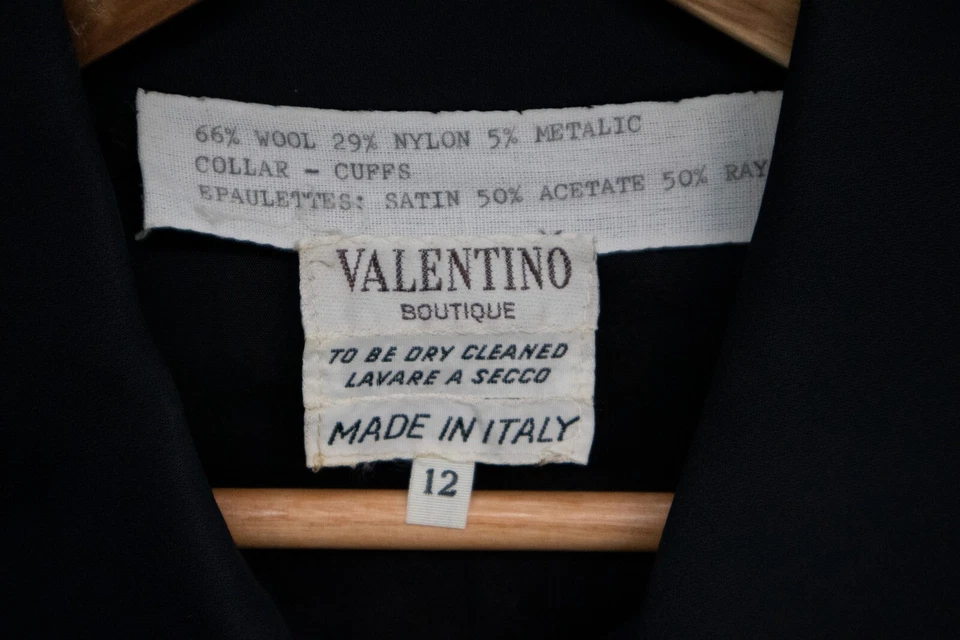 66% WOOL 29% NYLON 5% METALIC
COLLAR - CUFFS
EPAULETTES: SATIN 50% ACETATE 50% RAY
VALENTINO
BOUTIQUE
TO BE DRY CLEANED
LAVARE A SECCO
MADE IN ITALY
12